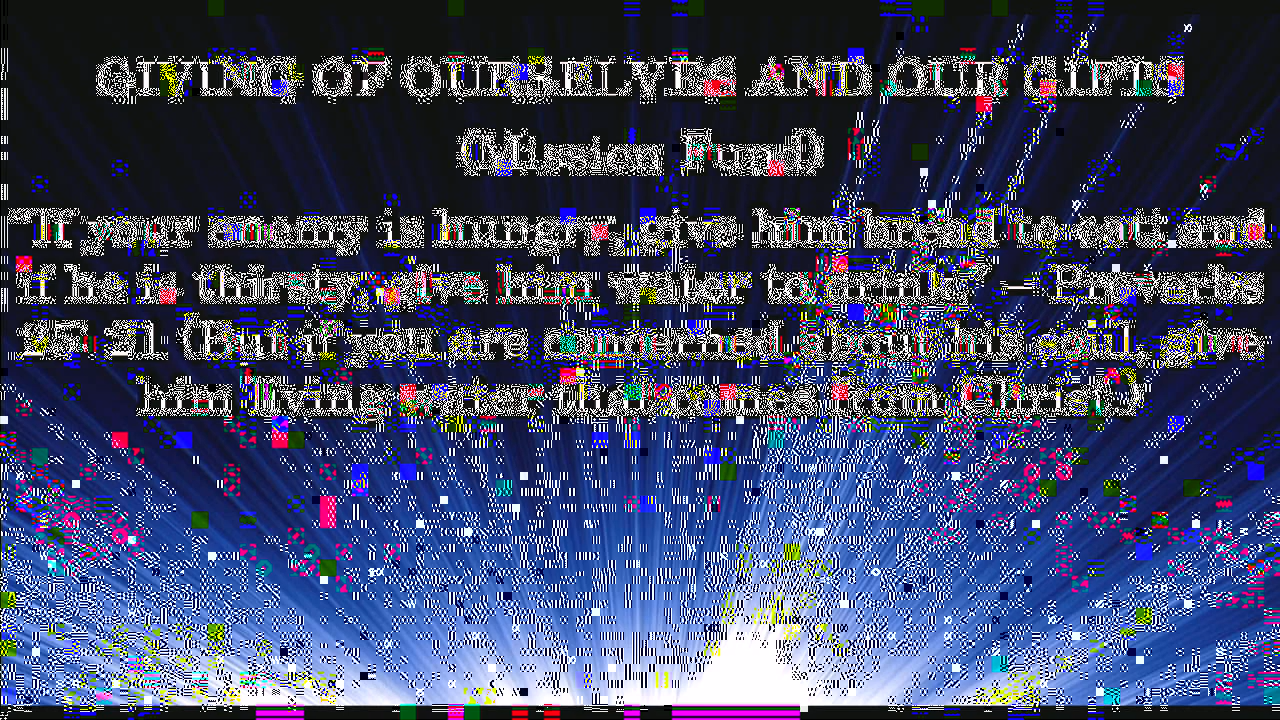 GIVING OF OURSELVES AND OUR GIFTS
(Mission Fund)
"If your enemy is hungry, give him bread to eat; and
if he is thirsty, give him water to drink" — Proverbs
25: 21 (But if you are concerned about his soul, give
him living water that comes from Christ.)